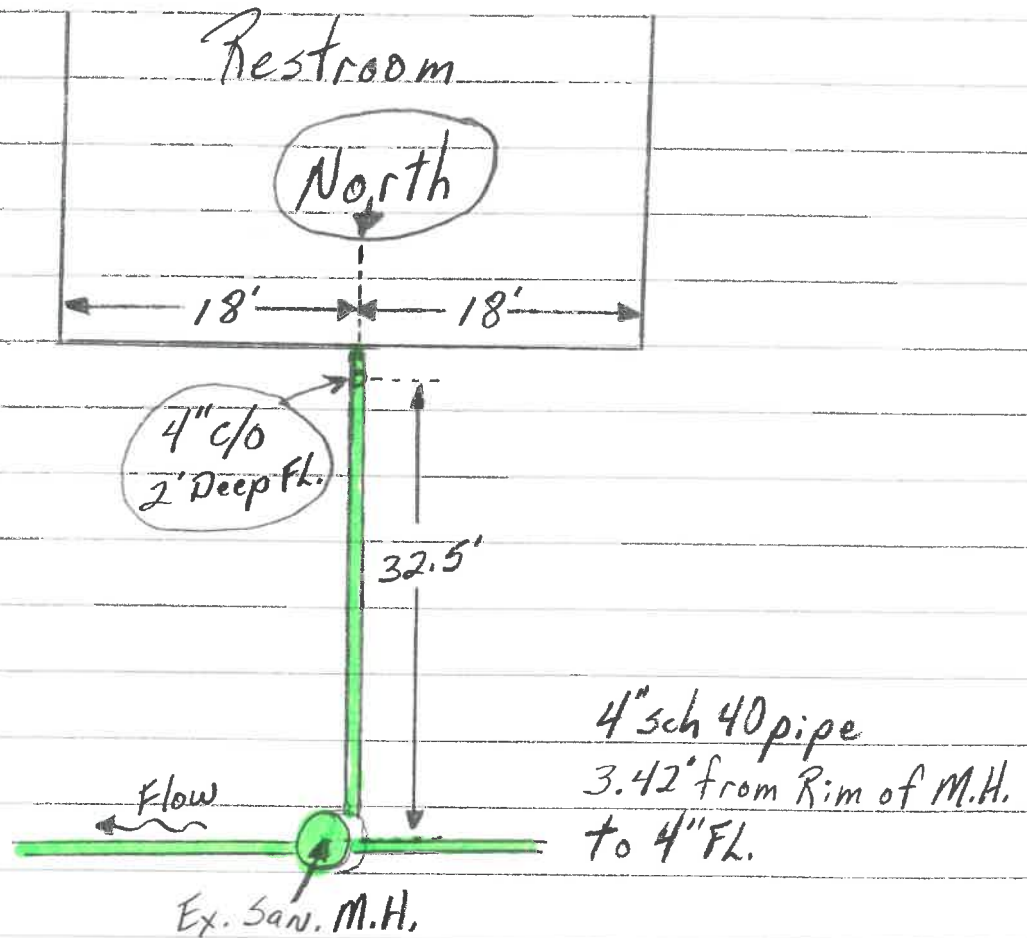 Restroom
North
18' 18'
4" c/o
2' Deep FL.
32.5'
4" sch 40 pipe
3.42' from Rim of M.H.
to 4" FL.
Flow
Ex. San. M.H.